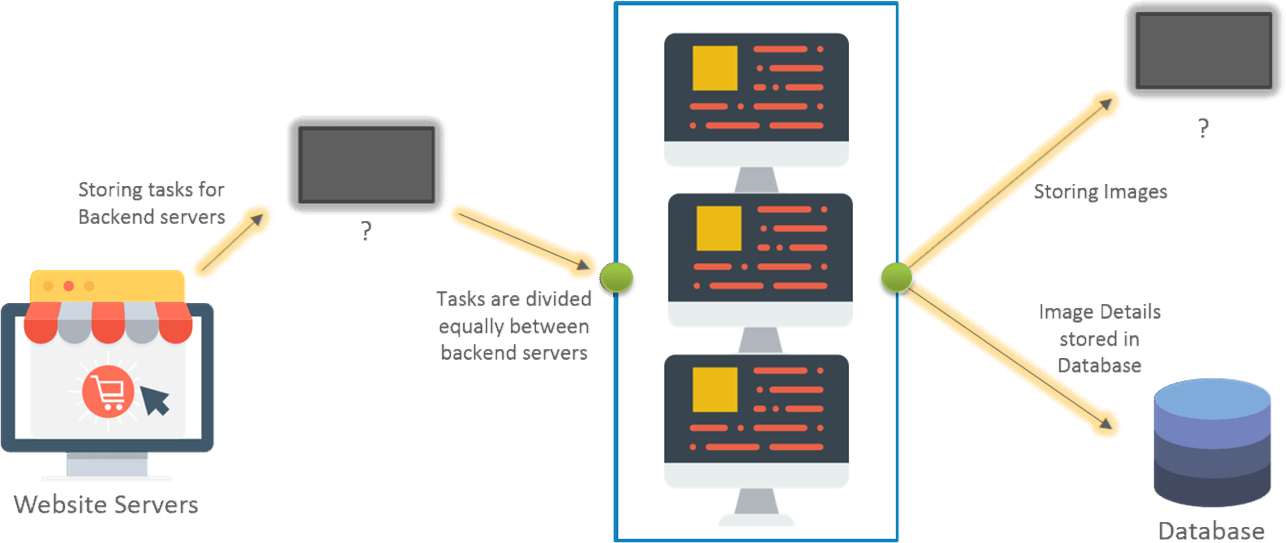 Storing tasks for
Backend servers
?
Tasks are divided
equally between
backend servers
Website Servers
?
Storing Images
Image Details
stored in
Database
Database